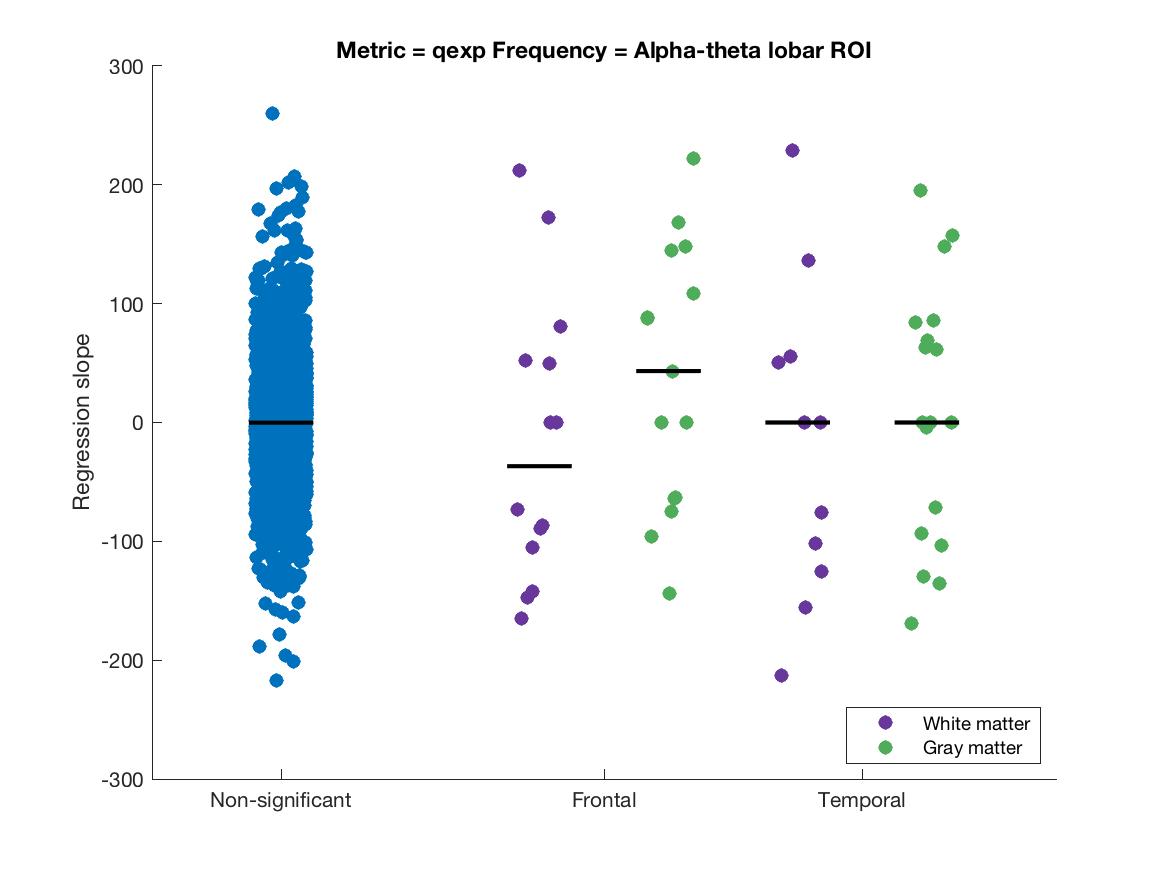 Metric = qexp Frequency = Alpha-theta lobar ROI
300
200
100
0
-100
-200
-300
Regression slope
Non-significant
Frontal
Temporal
White matter
Gray matter